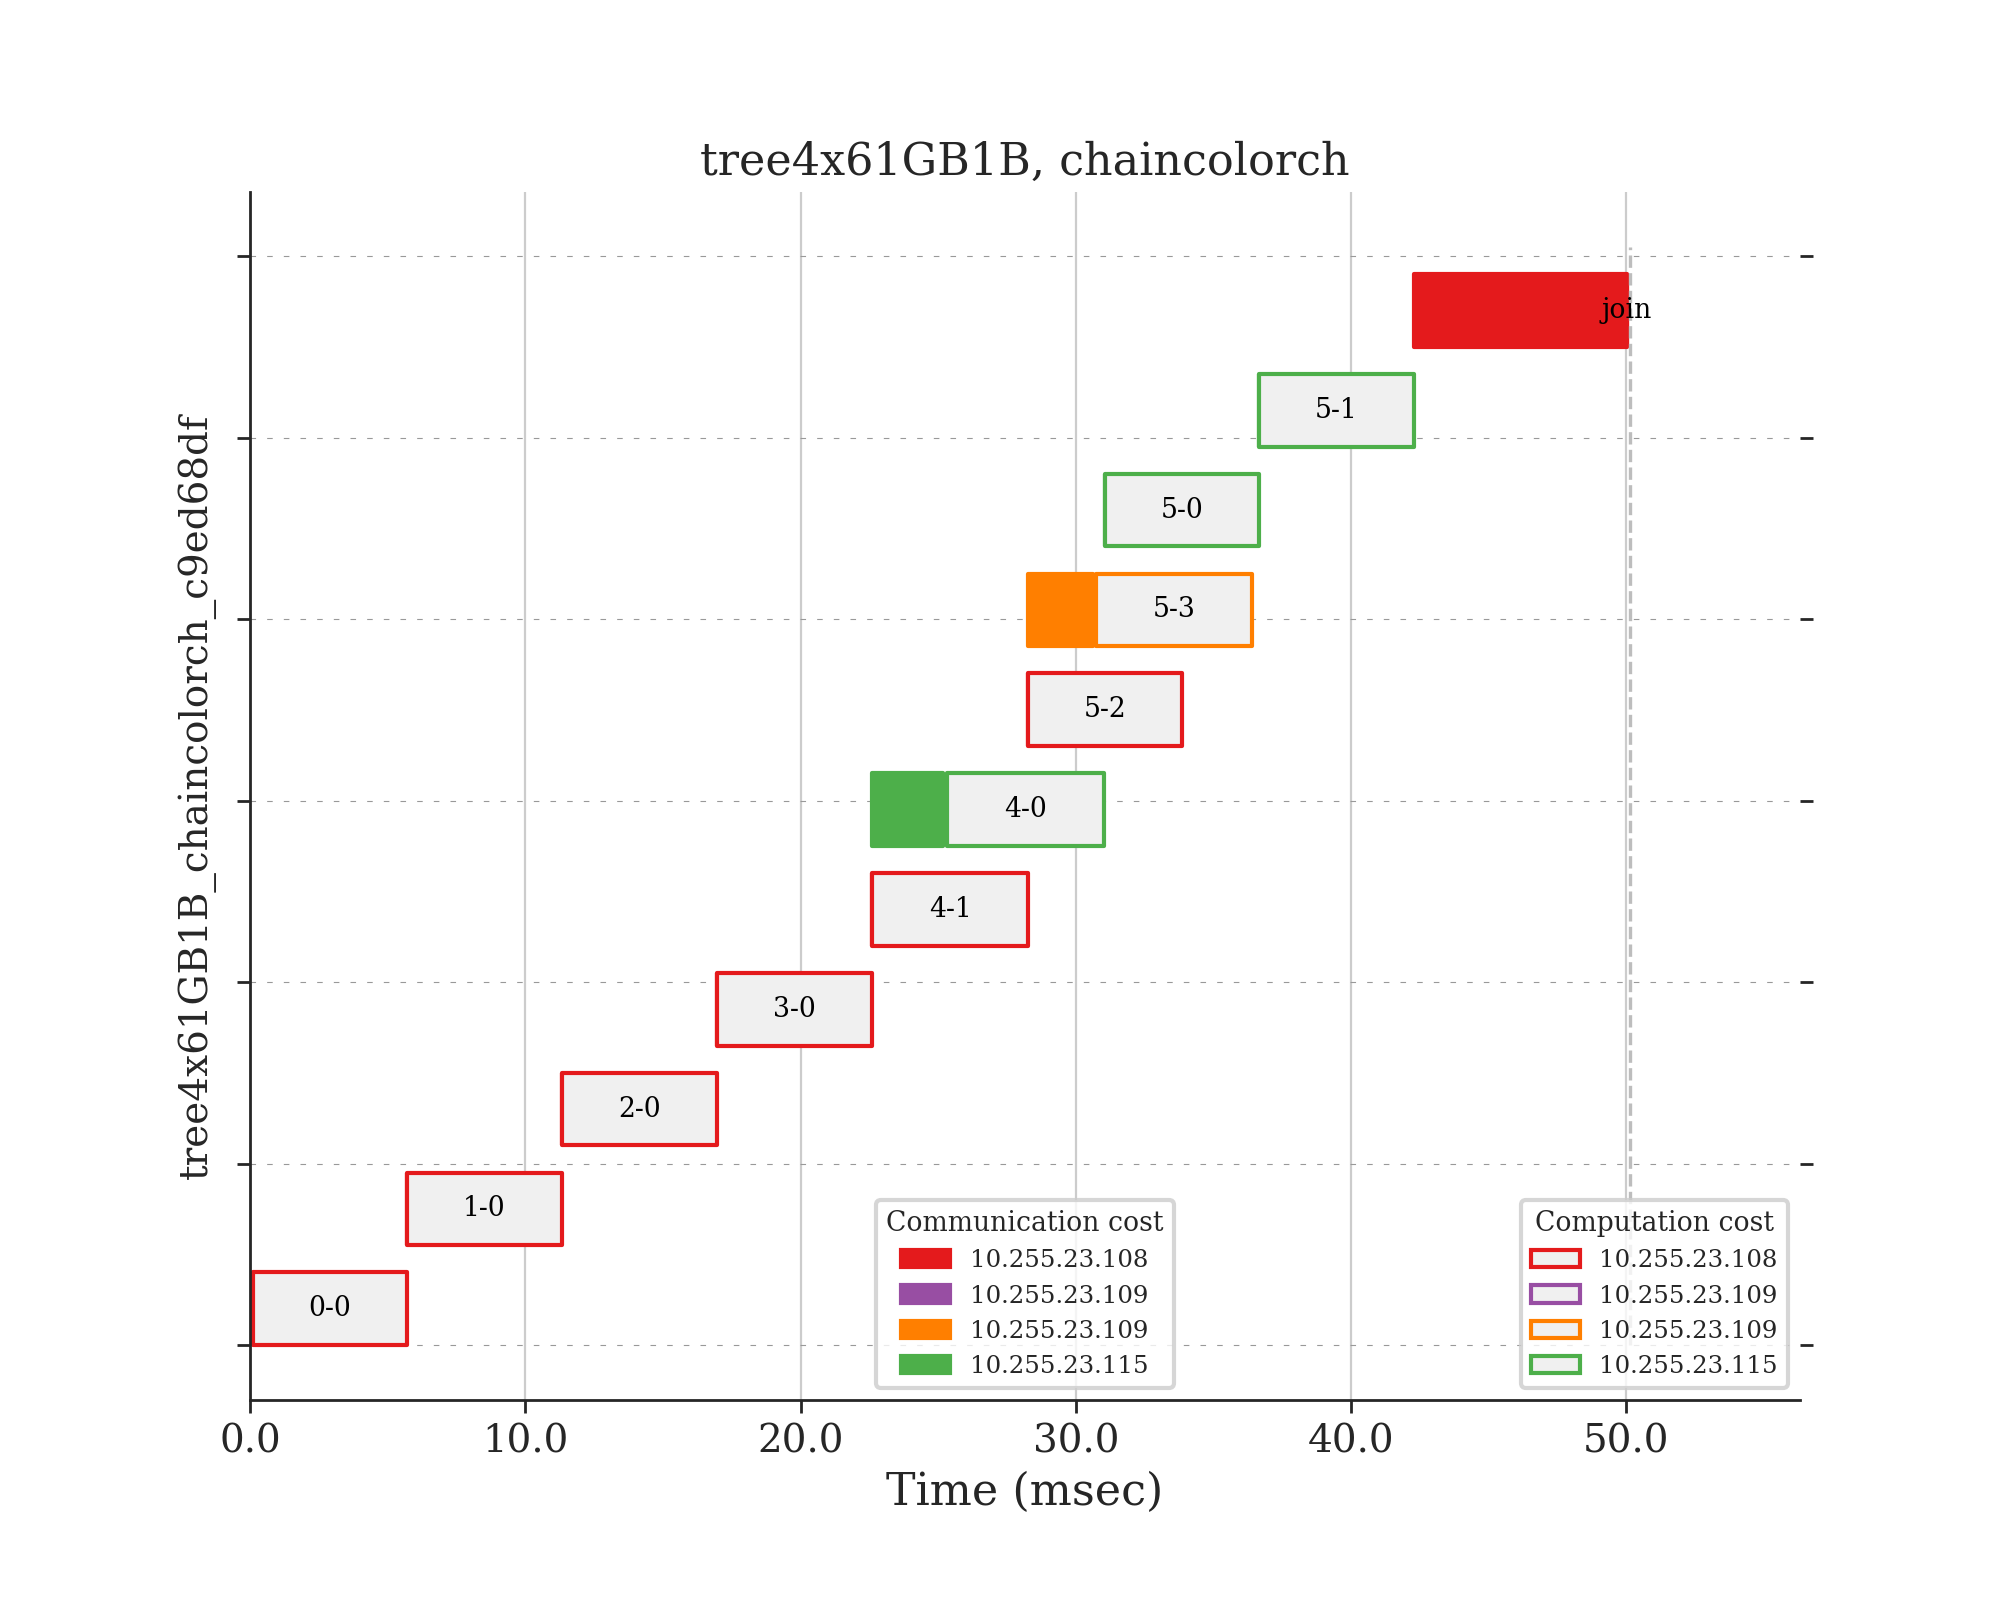 tree4x61GB1B, chaincolorch
tree4x61GB1B_chaincolorch_c9ed68df
join
5-1
5-0
5-3
5-2
4-0
4-1
3-0
2-0
1-0
0-0
Communication cost
10.255.23.108
10.255.23.109
10.255.23.109
10.255.23.115
Computation cost
10.255.23.108
10.255.23.109
10.255.23.109
10.255.23.115
0.0 10.0 20.0 30.0 40.0 50.0
Time (msec)